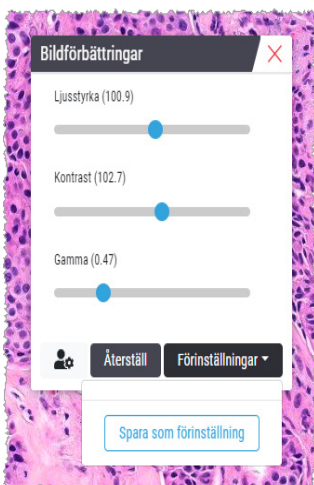 Bildförbättringar
Ljusstyrka (100.9)
Kontrast (102.7)
Gamma (0.47)
Återställ Förinställningar
Spara som förinställning